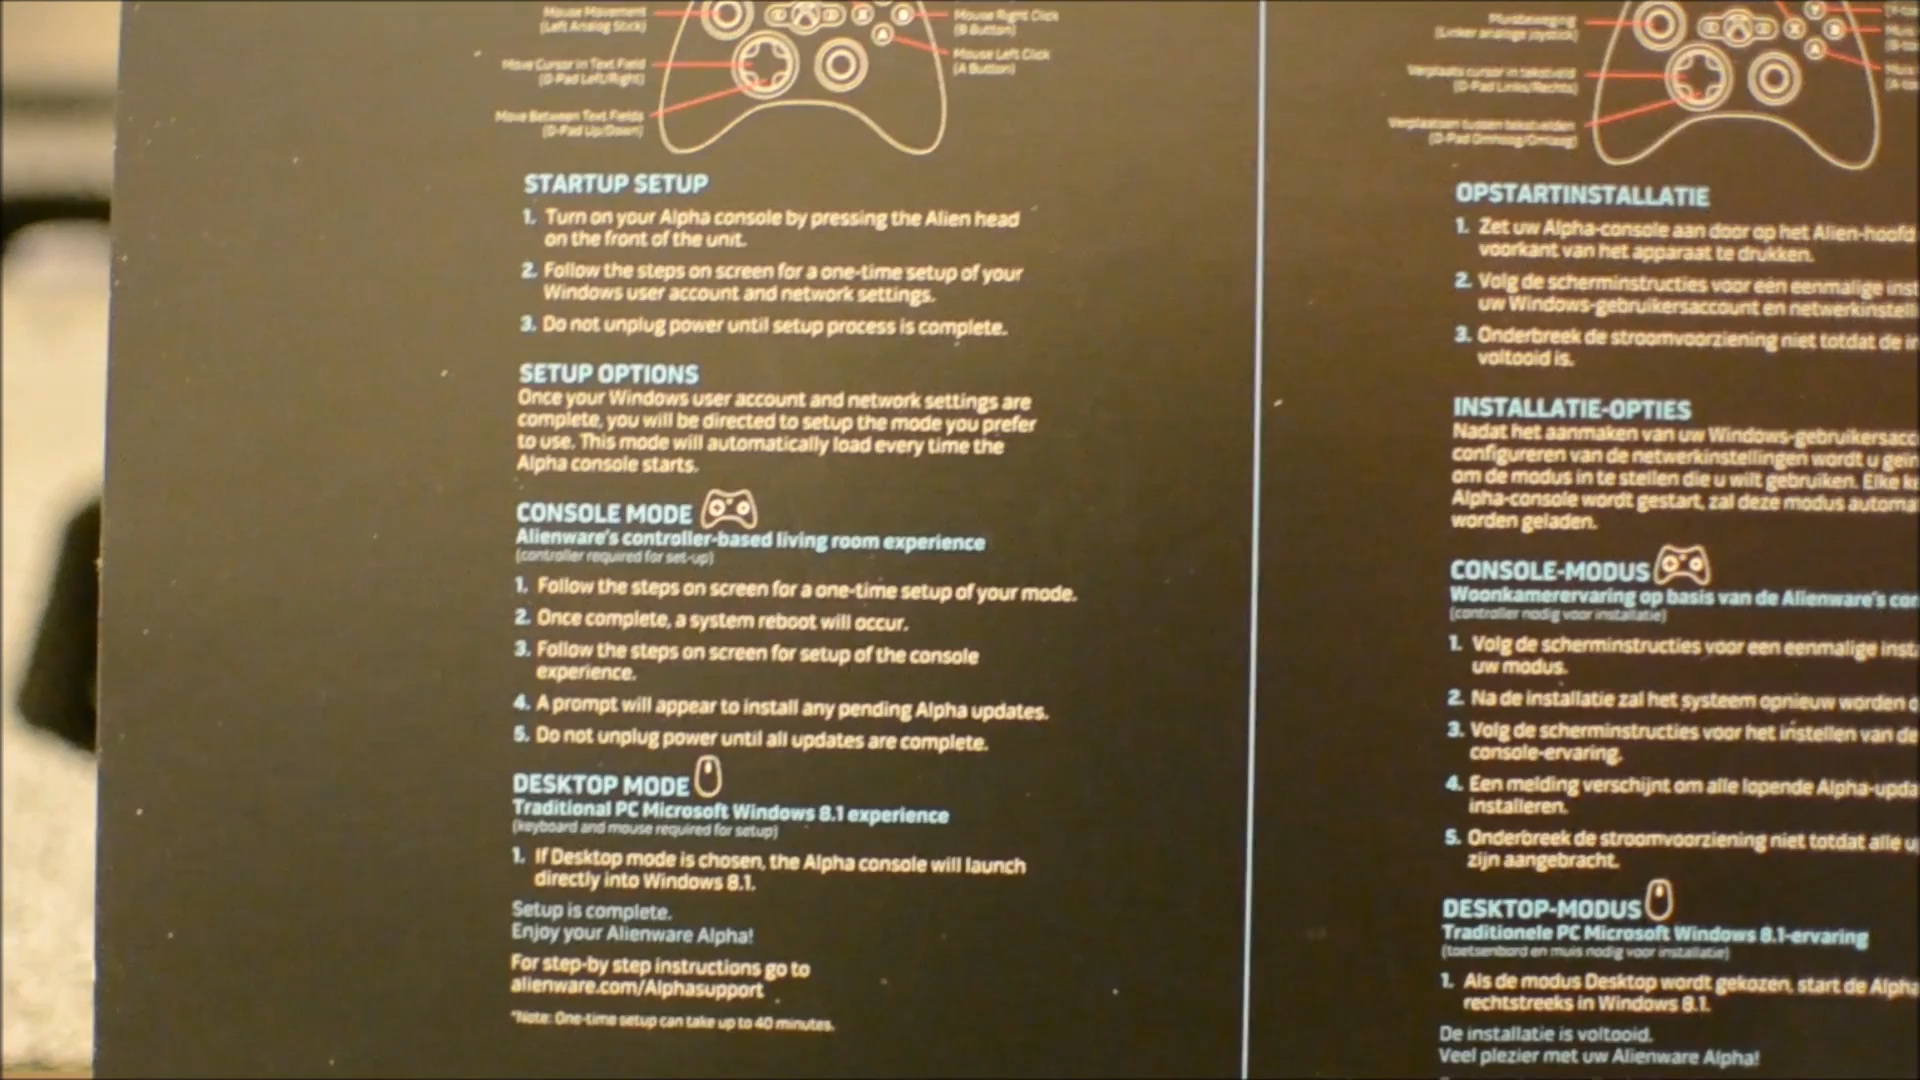 Mouse Movement
(Left Analog Stick)
Move Cursor in Text Field
(D-Pad Left/Right)
Move Between Text Fields
(D-Pad Up/Down)
X
B
A
Mouse Right Click
(B Button)
Mouse Left Click
(A Button)
STARTUP SETUP
1. Turn on your Alpha console by pressing the Alien head
on the front of the unit.
2. Follow the steps on screen for a one-time setup of your
Windows user account and network settings.
3. Do not unplug power until setup process is complete.
SETUP OPTIONS
Once your Windows user account and network settings are
complete, you will be directed to setup the mode you prefer
to use. This mode will automatically load every time the
Alpha console starts.
CONSOLE MODE
Alienware's controller-based living room experience
(controller required for set-up)
1. Follow the steps on screen for a one-time setup of your mode.
2. Once complete, a system reboot will occur.
3. Follow the steps on screen for setup of the console
experience.
4. A prompt will appear to install any pending Alpha updates.
5. Do not unplug power until all updates are complete.
DESKTOP MODE
Traditional PC Microsoft Windows 8.1 experience
(keyboard and mouse required for setup)
1. If Desktop mode is chosen, the Alpha console will launch
directly into Windows 8.1.
Setup is complete.
Enjoy your Alienware Alpha!
For step-by step instructions go to
alienware.com/Alphasupport
*Note: One-time setup can take up to 40 minutes.
Muisbeweging
(Linker analoge joystick)
Verplaats cursor in tekstveld
(D-Pad Links/Rechts)
Verplaatsen tussen tekstvelden
(D-Pad Omhoog/Omlaag)
Y
X
B
A
OPSTARTINSTALLATIE
1. Zet uw Alpha-console aan door op het Alien-hoofd
voorkant van het apparaat te drukken.
2. Volg de scherminstructies voor een eenmalige inst
uw Windows-gebruikersaccount en netwerkinstelli
3. Onderbreek de stroomvoorziening niet totdat de in
voltooid is.
INSTALLATIE-OPTIES
Nadat het aanmaken van uw Windows-gebruikersacc
configureren van de netwerkinstellingen wordt u geïn
om de modus in te stellen die u wilt gebruiken. Elke ke
Alpha-console wordt gestart, zal deze modus automa
worden geladen.
CONSOLE-MODUS
Woonkamerervaring op basis van de Alienware's con
(controller nodig voor installatie)
1. Volg de scherminstructies voor een eenmalige inst
uw modus.
2. Na de installatie zal het systeem opnieuw worden
3. Volg de scherminstructies voor het instellen van de
console-ervaring.
4. Een melding verschijnt om alle lopende Alpha-upda
installeren.
5. Onderbreek de stroomvoorziening niet totdat alle u
zijn aangebracht.
DESKTOP-MODUS
Traditionele PC Microsoft Windows 8.1-ervaring
(toetsenbord en muis nodig voor installatie)
1. Als de modus Desktop wordt gekozen, start de Alpha
rechtstreeks in Windows 8.1.
De installatie is voltooid.
Veel plezier met uw Alienware Alpha!